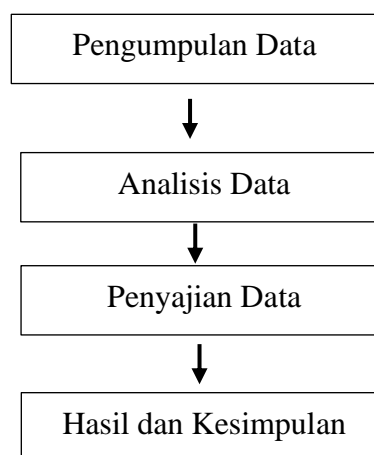 Pengumpulan Data
Analisis Data
Penyajian Data
Hasil dan Kesimpulan